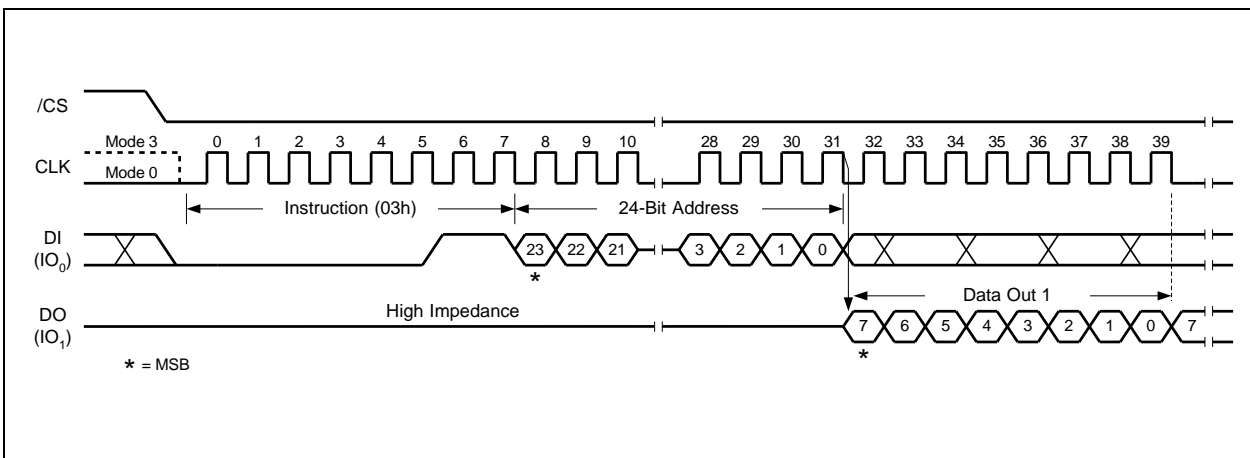 /CS
Mode 3 0 1 2 3 4 5 6 7 8 9 10 28 29 30 31 32 33 34 35 36 37 38 39
CLK
Mode 0
Instruction (03h) 24-Bit Address
DI
(IO₀)
23 22 21 3 2 1 0
*
Data Out 1
High Impedance
DO
(IO₁)
7 6 5 4 3 2 1 0 7
*
* = MSB